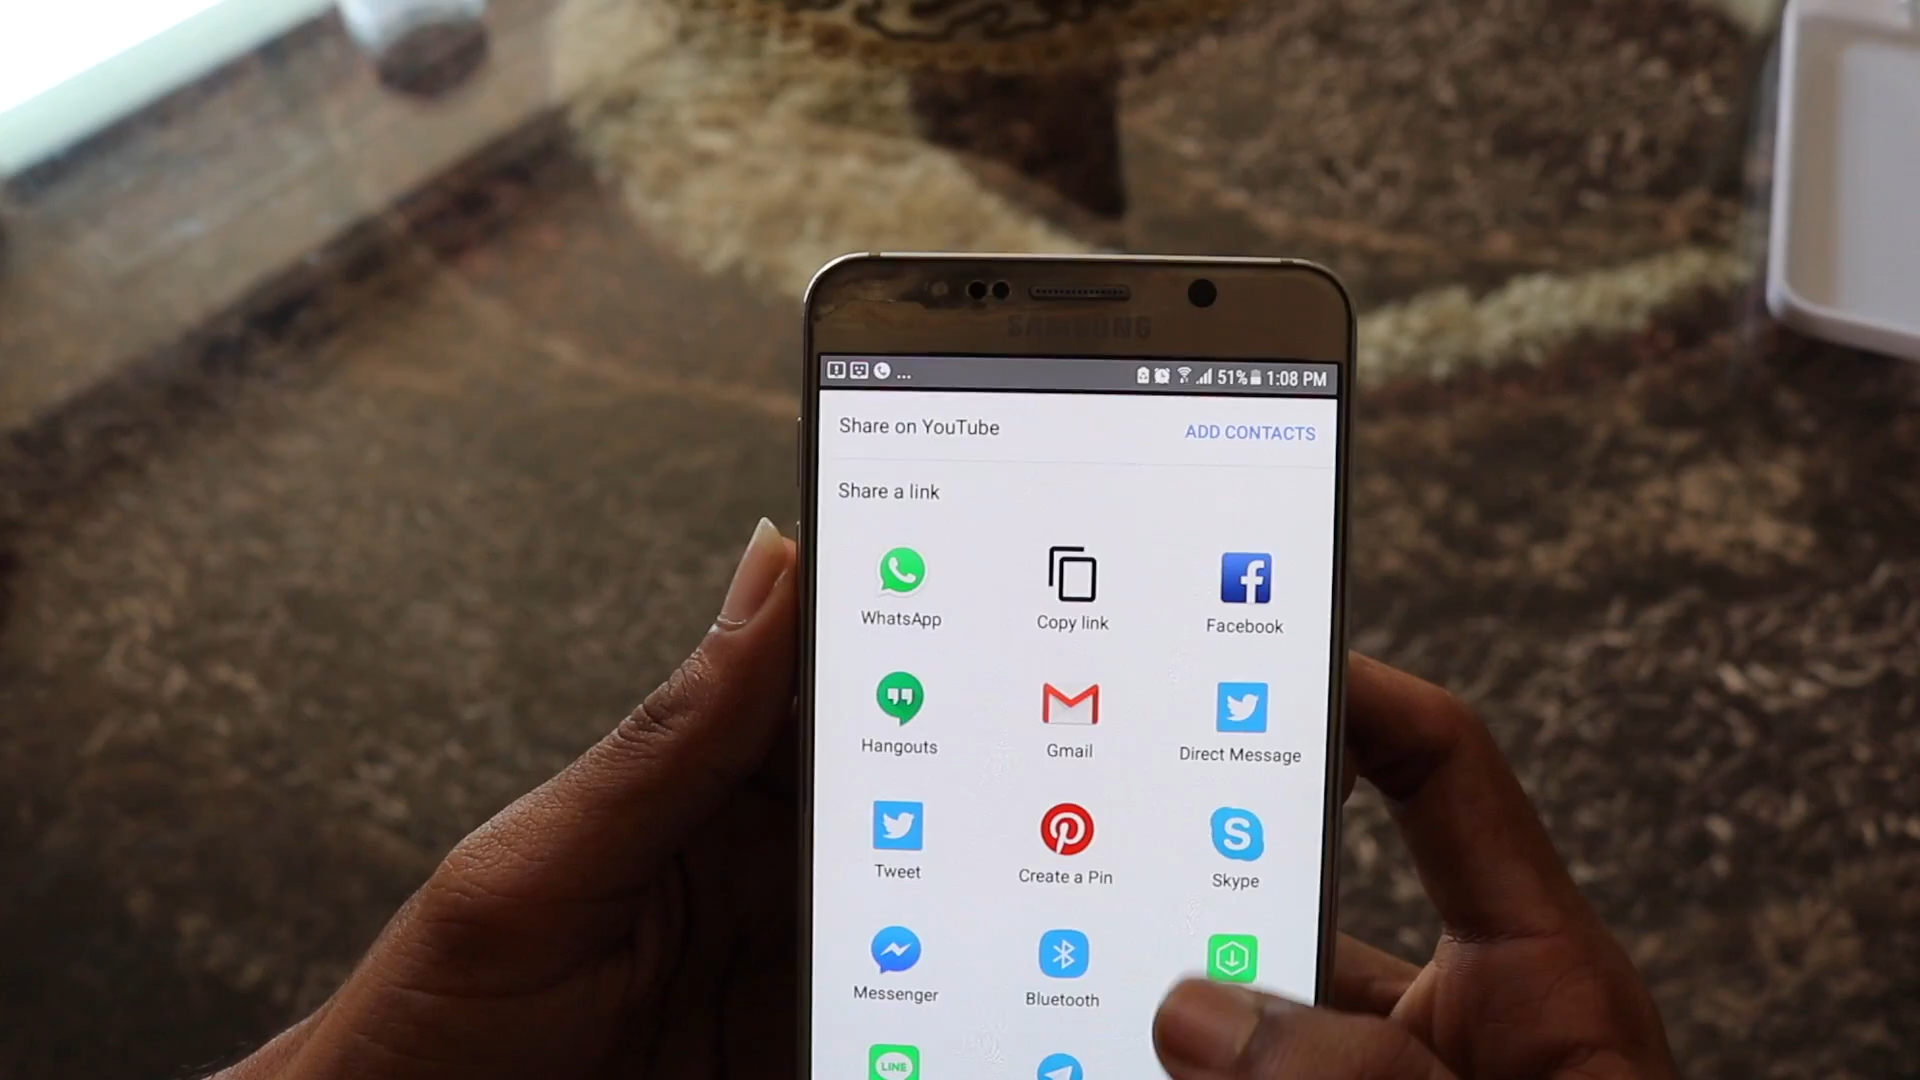 SAMSUNG
... 51% 1:08 PM
Share on YouTube ADD CONTACTS
Share a link
WhatsApp Copy link Facebook
Hangouts Gmail Direct Message
Tweet Create a Pin Skype
Messenger Bluetooth
LINE